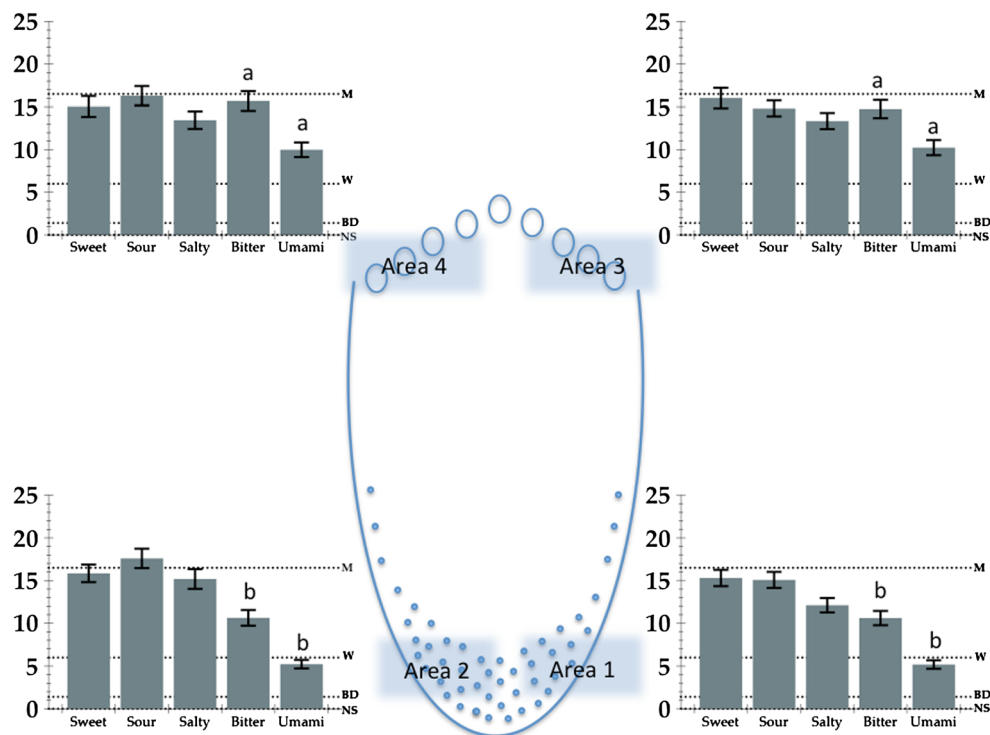 25
20
15
10
5
0
a
a
M
W
BD
NS
Sweet Sour Salty Bitter Umami
25
20
15
10
5
0
a
a
M
W
BD
NS
Sweet Sour Salty Bitter Umami
Area 4
Area 3
25
20
15
10
5
0
b
b
M
W
BD
NS
Sweet Sour Salty Bitter Umami
Area 2
Area 1
25
20
15
10
5
0
b
b
M
W
BD
NS
Sweet Sour Salty Bitter Umami